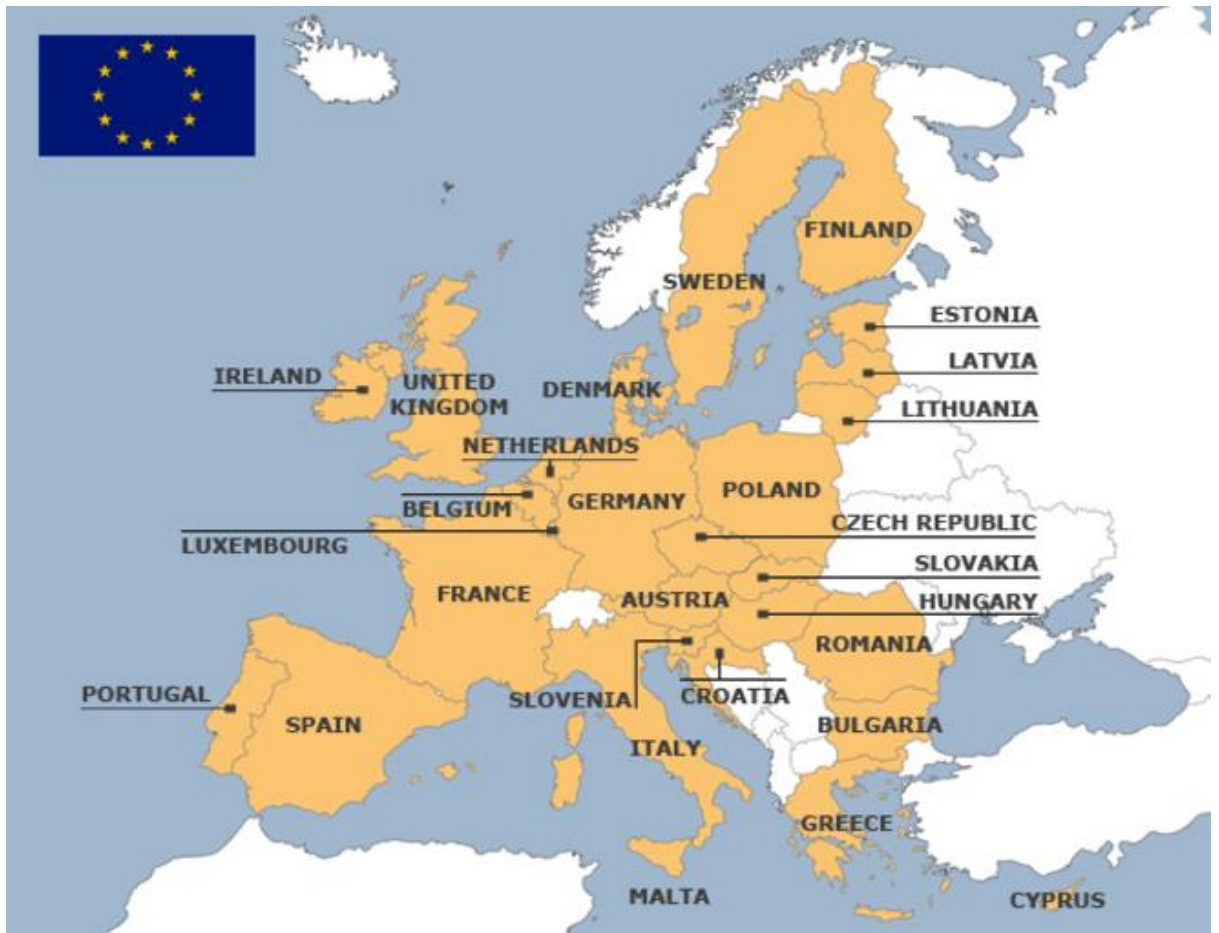 FINLAND
SWEDEN
ESTONIA
LATVIA
LITHUANIA
IRELAND
UNITED
KINGDOM
DENMARK
NETHERLANDS
BELGIUM
LUXEMBOURG
GERMANY
POLAND
CZECH REPUBLIC
SLOVAKIA
HUNGARY
FRANCE
AUSTRIA
ROMANIA
PORTUGAL
SPAIN
SLOVENIA
CROATIA
BULGARIA
ITALY
GREECE
MALTA
CYPRUS